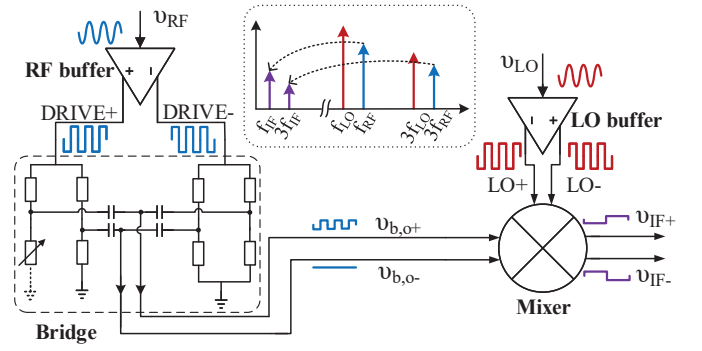 υRF
RF buffer
+ −
DRIVE+
DRIVE-
Bridge
fIF
3fIF
fLO
fRF
3fLO
3fRF
υLO
LO buffer
− +
LO+
LO-
υb,o+
υb,o-
Mixer
υIF+
υIF-